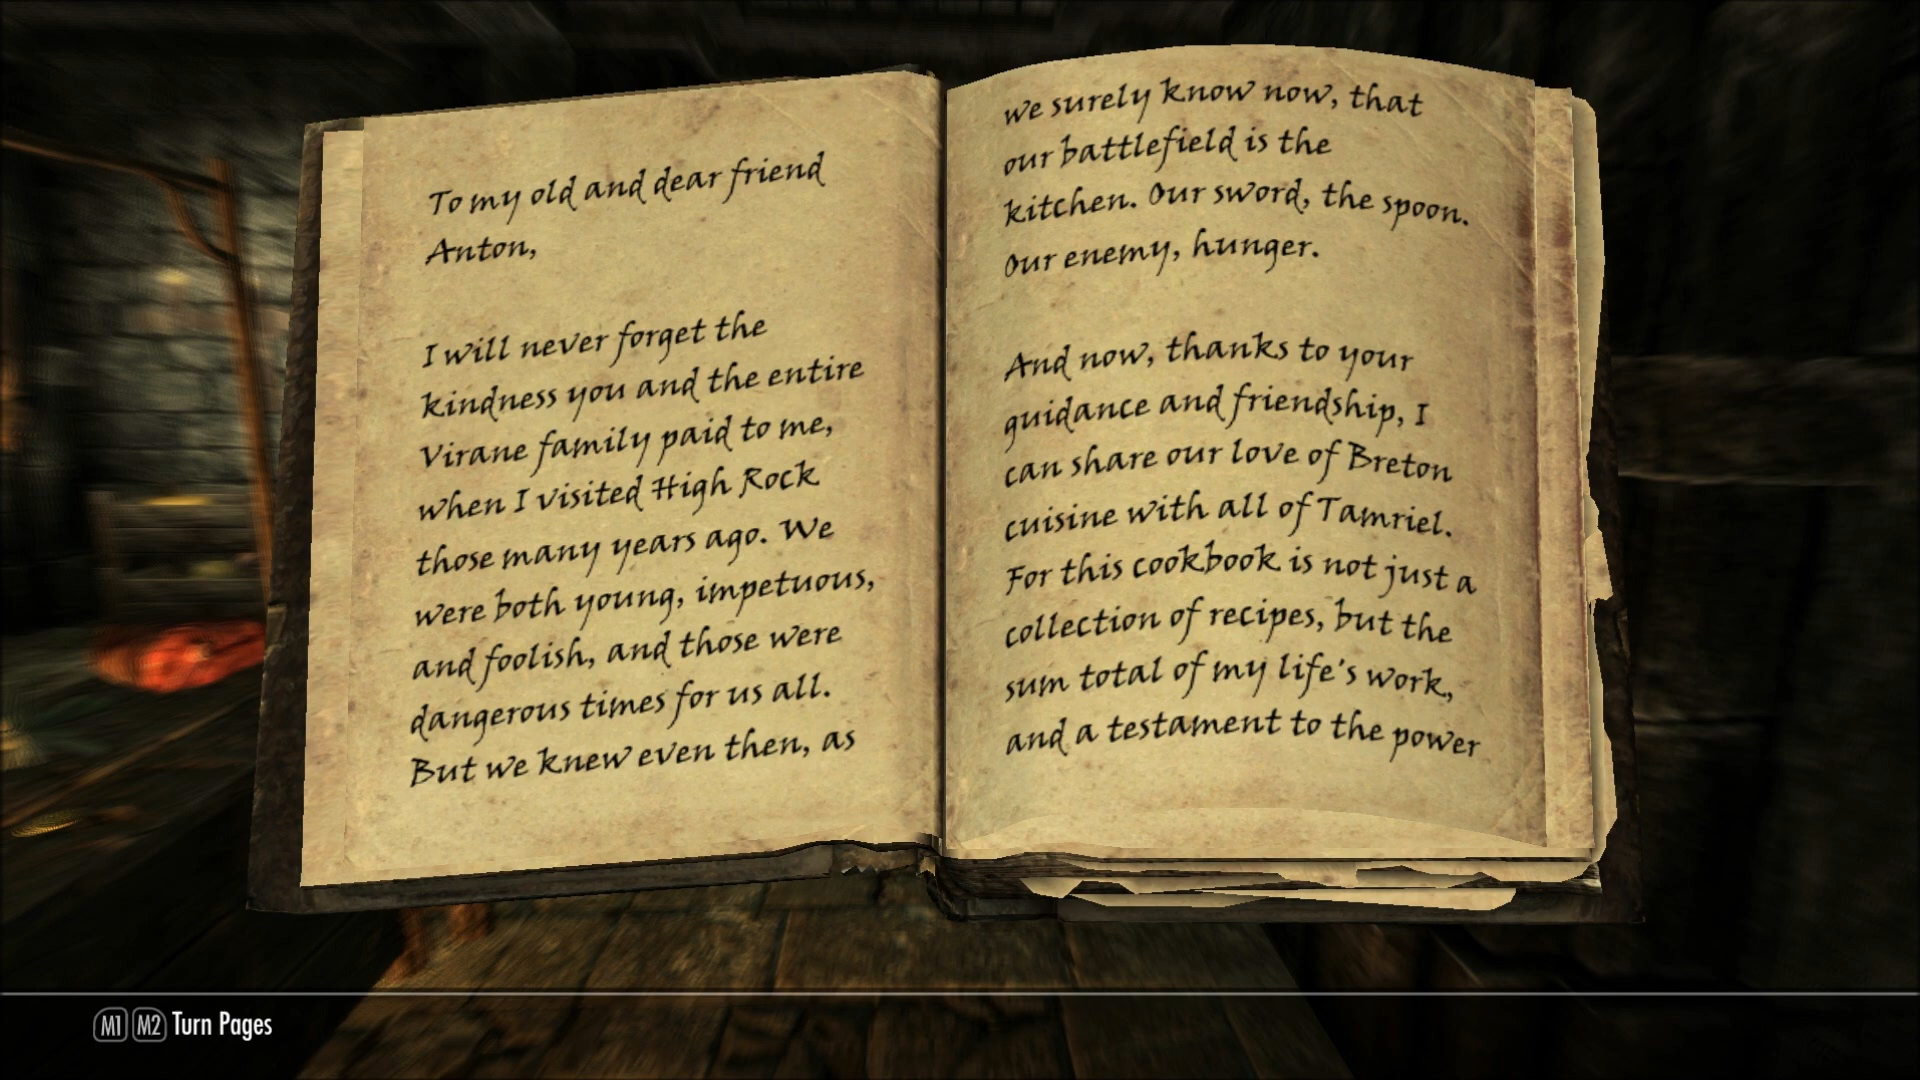 To my old and dear friend
Anton,
I will never forget the
kindness you and the entire
Virane family paid to me,
when I visited High Rock
those many years ago. We
were both young, impetuous,
and foolish, and those were
dangerous times for us all.
But we knew even then, as
we surely know now, that
our battlefield is the
kitchen. Our sword, the spoon.
Our enemy, hunger.
And now, thanks to your
guidance and friendship, I
can share our love of Breton
cuisine with all of Tamriel.
For this cookbook is not just a
collection of recipes, but the
sum total of my life's work,
and a testament to the power
M1 M2 Turn Pages